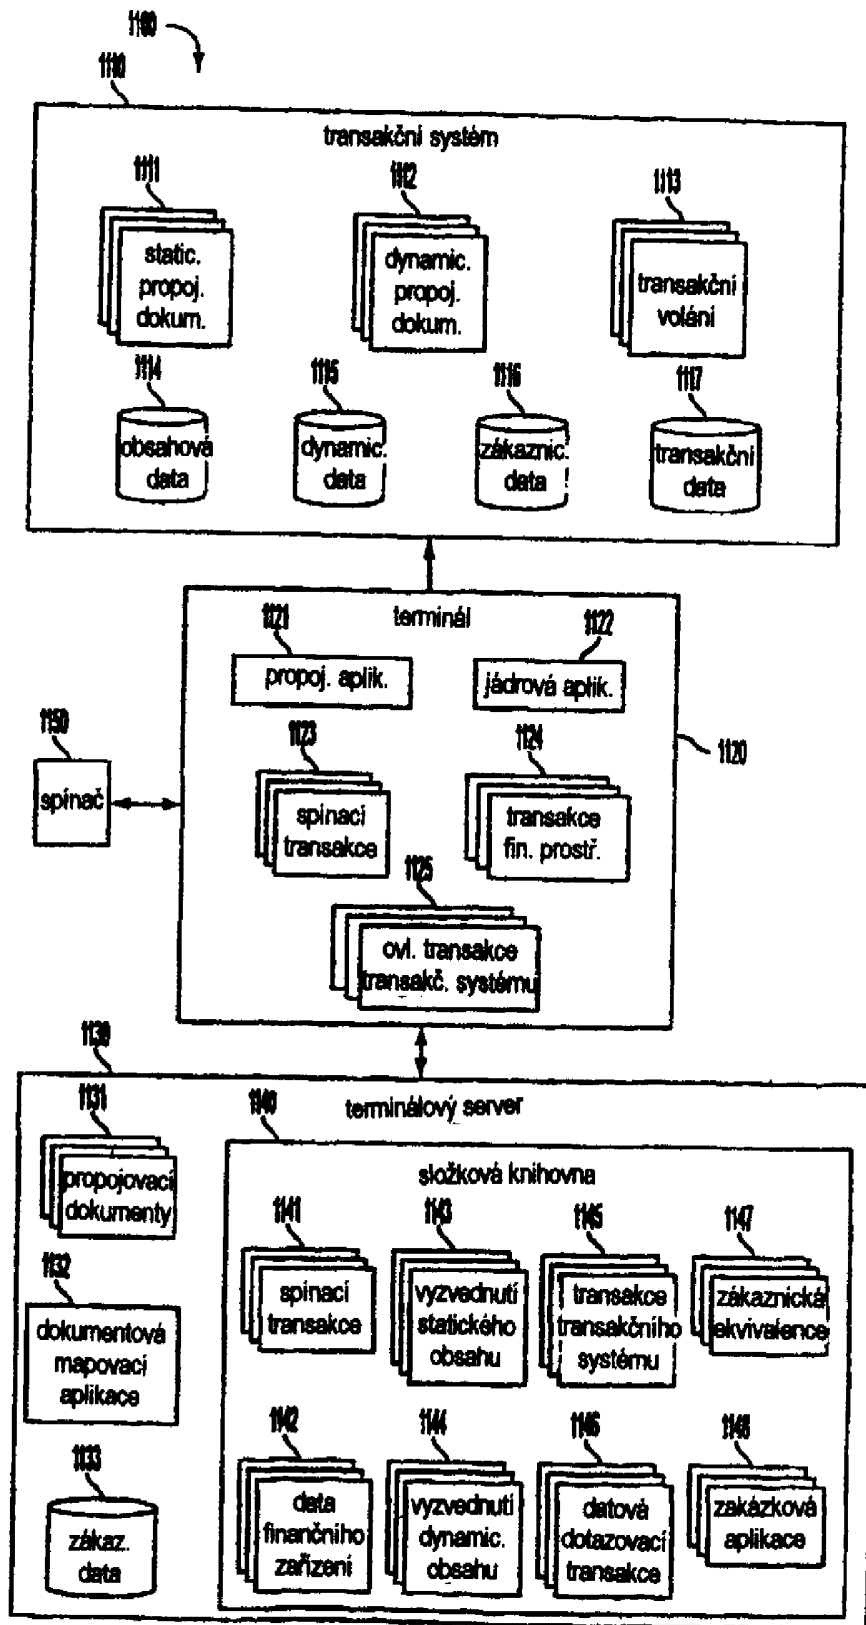 1100
1110
transakční systém
1111
1112
1113
static.
propoj.
dokum.
dynamic.
propoj.
dokum.
transakční
volání
1114
1115
1116
1117
obsahová
data
dynamic.
data
zákaznic.
data
transakční
data
terminál
1121
1122
propoj. aplik.
jádrová aplik.
1150
spínač
1123
1124
1120
spínací
transakce
transakce
fin. prostř.
1125
ovl. transakce
transakč. systému
1130
terminálový server
1131
1140
propojovací
dokumenty
složková knihovna
1141
1143
1145
1147
spínací
transakce
vyzvednutí
statického
obsahu
transakce
transakčního
systému
zákaznická
ekvivalence
1132
dokumentová
mapovací
aplikace
1142
1144
1146
1148
1133
zákaz.
data
data
finančního
zařízení
vyzvednutí
dynamic.
obsahu
datová
dotazovací
transakce
zakázková
aplikace